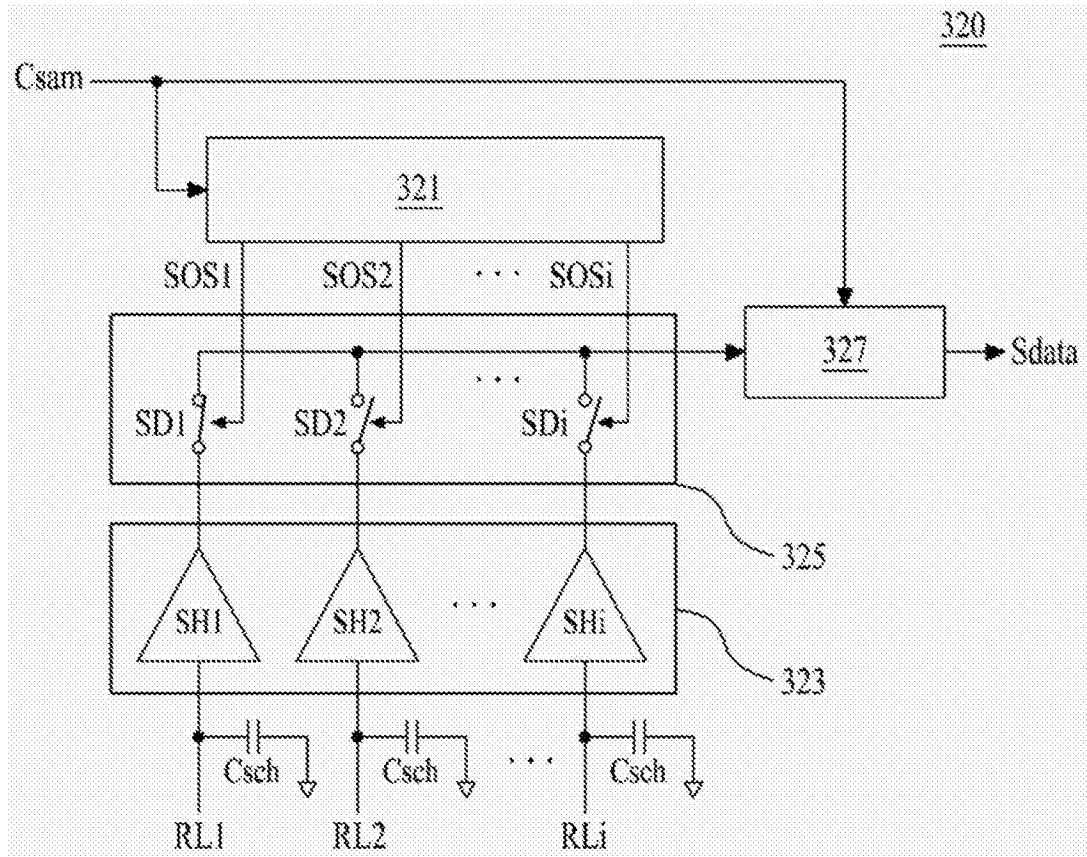 320
Csam
321
SOS1 SOS2 ... SOSi
327 Sdata
...
SD1 SD2 SDi
325
SH1 SH2 ... SHi
323
Csch Csch ... Csch
RL1 RL2 RLi